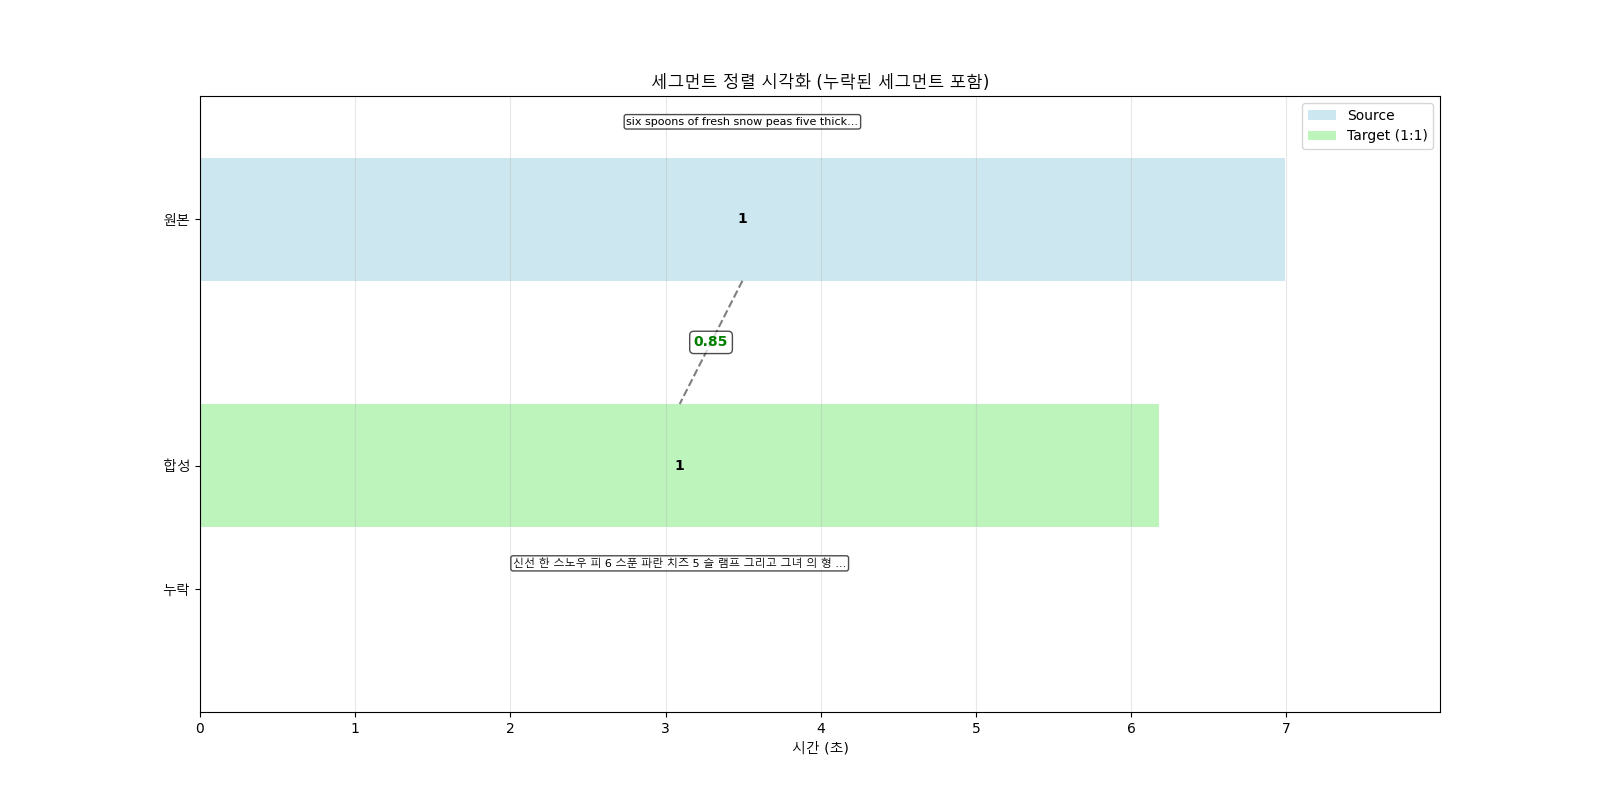 세그먼트 정렬 시각화 (누락된 세그먼트 포함)
six spoons of fresh snow peas five thick...
Source
Target (1:1)
원본
1
0.85
합성
1
신선 한 스노우 피 6 스푼 파란 치즈 5 슬 램프 그리고 그녀 의 형 ...
누락
0 1 2 3 4 5 6 7
시간 (초)